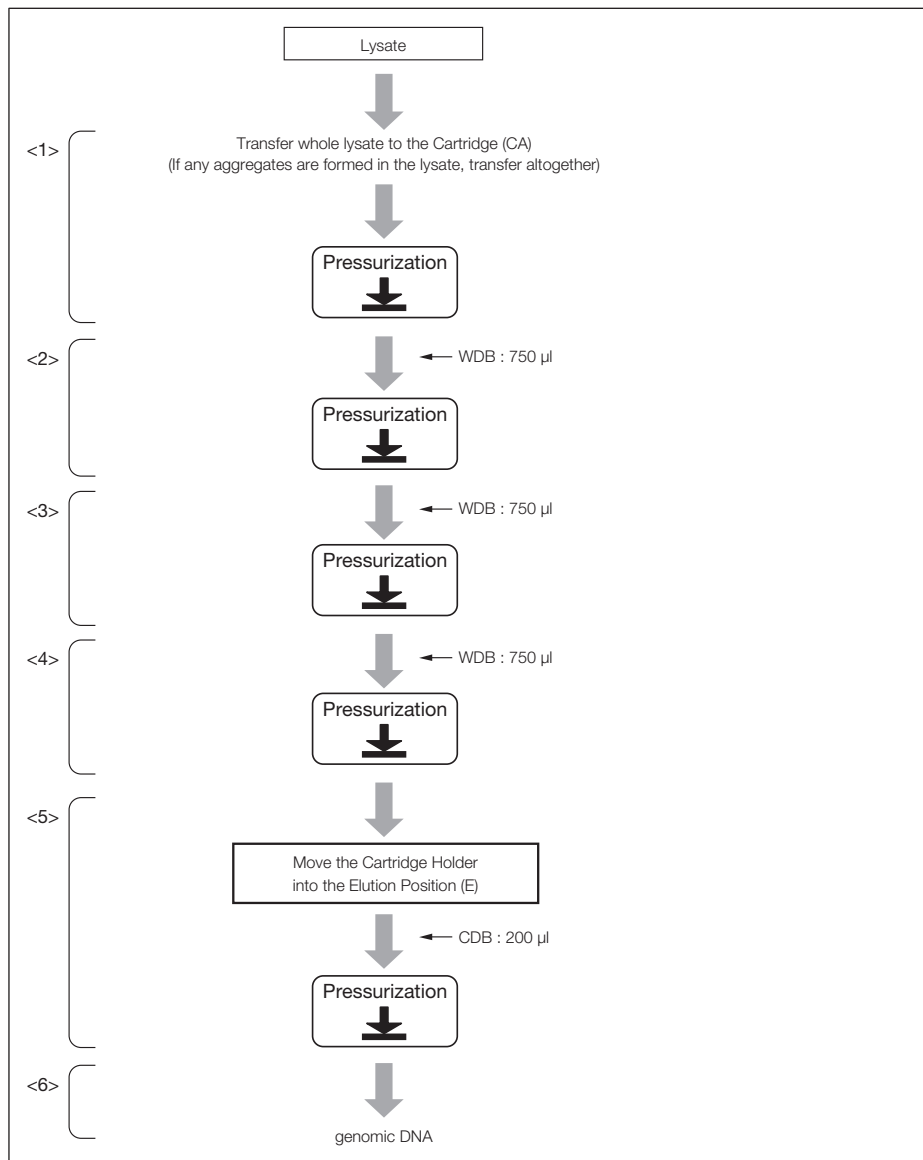 Lysate
<1>
Transfer whole lysate to the Cartridge (CA)
(If any aggregates are formed in the lysate, transfer altogether)
Pressurization
<2>
WDB : 750 µl
Pressurization
<3>
WDB : 750 µl
Pressurization
<4>
WDB : 750 µl
Pressurization
<5>
Move the Cartridge Holder
into the Elution Position (E)
CDB : 200 µl
Pressurization
<6>
genomic DNA